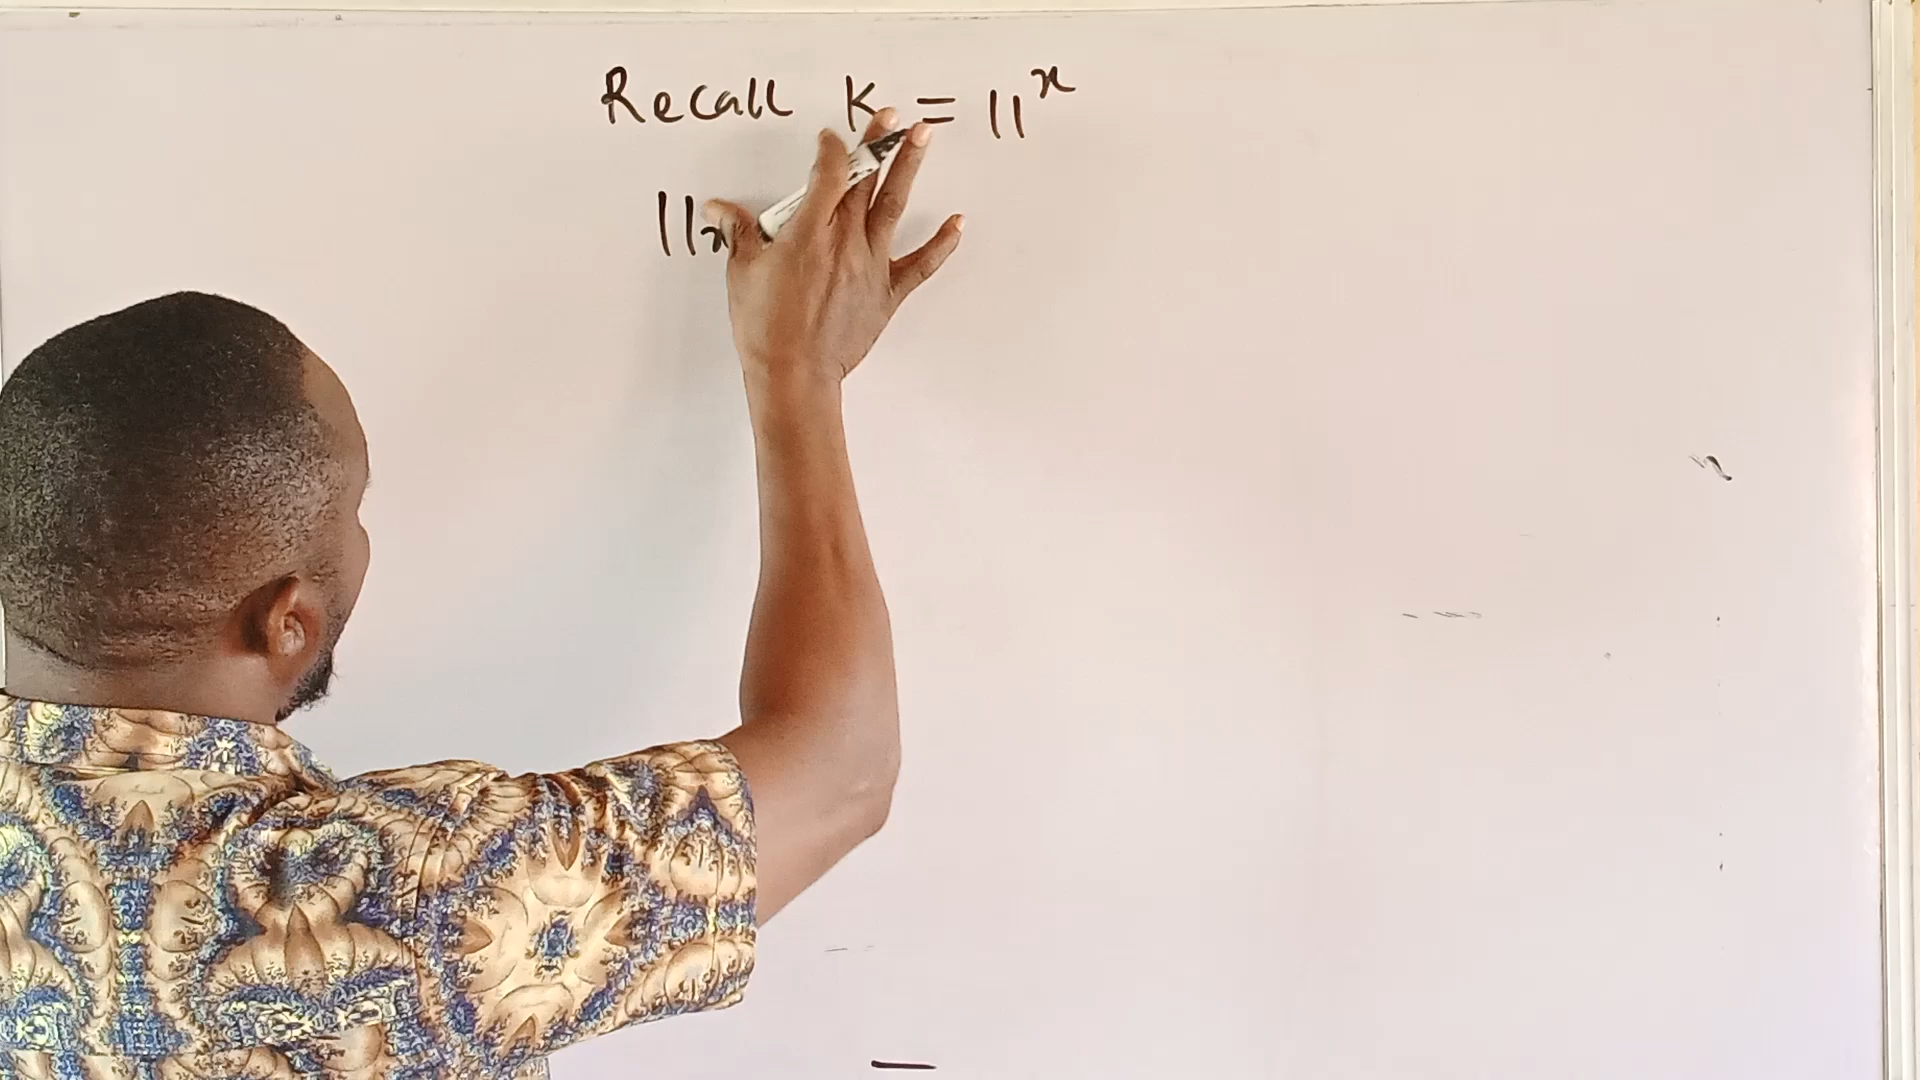 Recall K = 11^x
11x